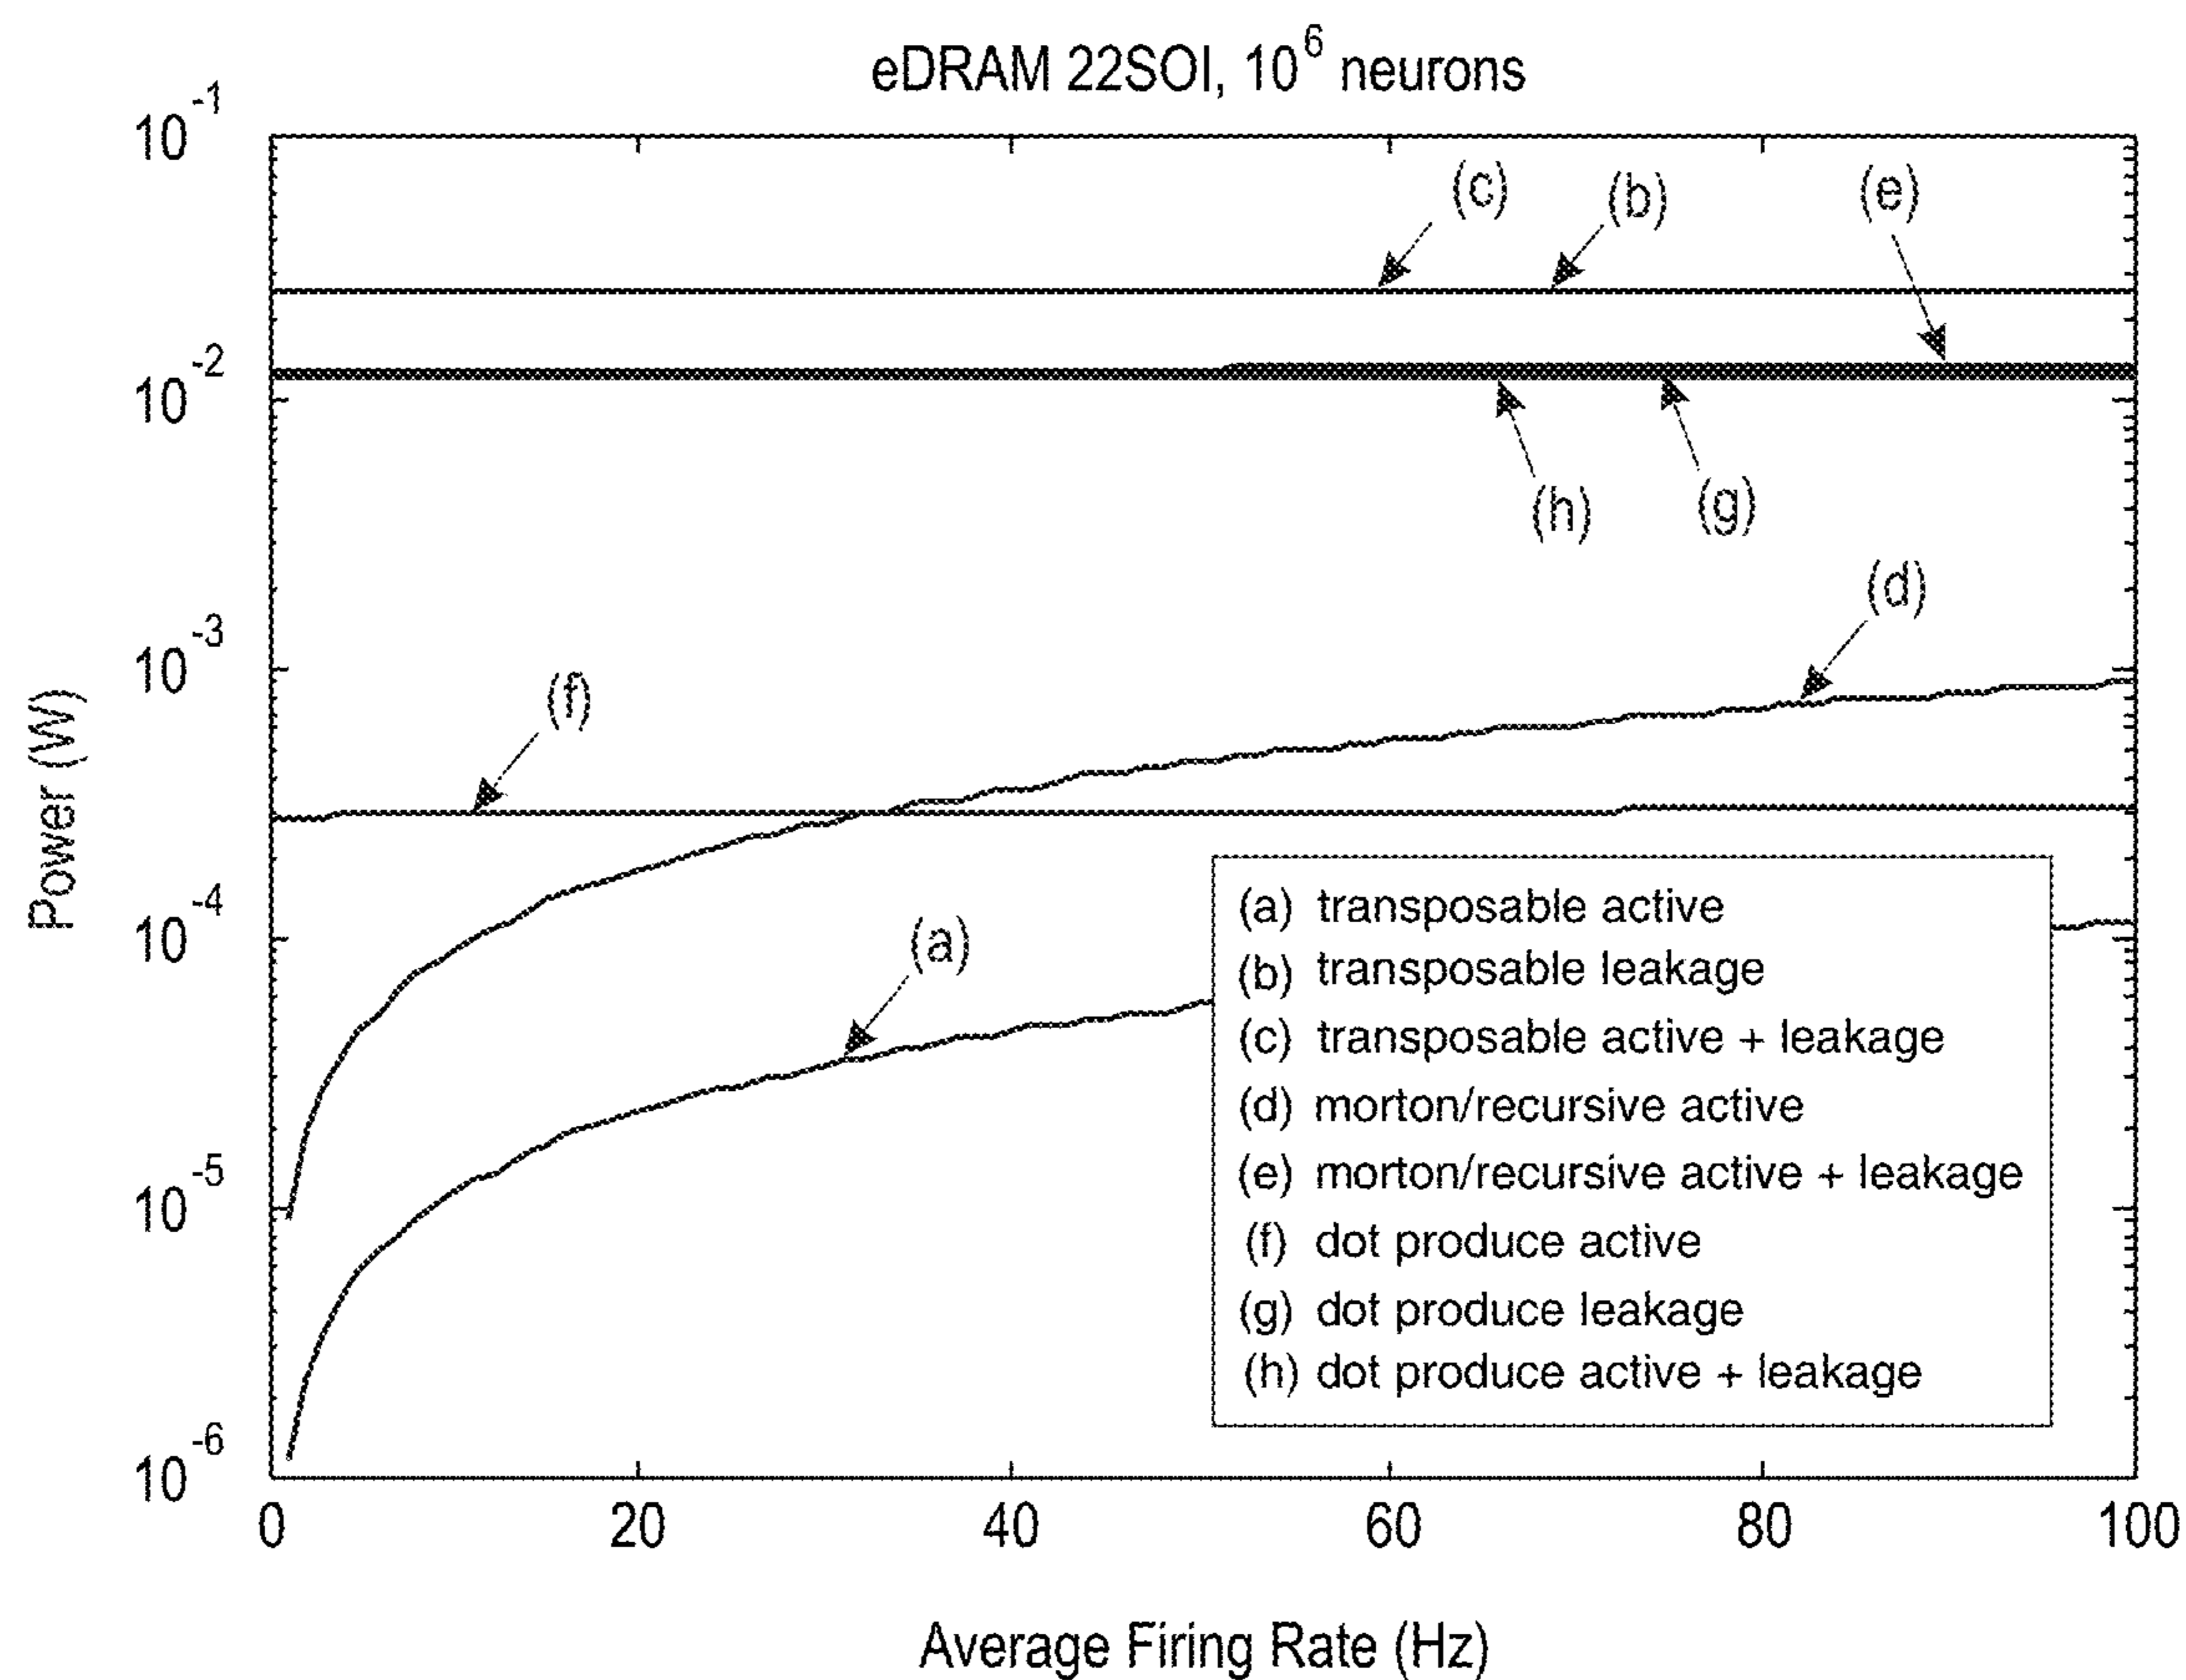 eDRAM 22SOI, 10^6 neurons
10^-1
(c)
(b)
(e)
10^-2
(h)
(g)
(d)
10^-3
(f)
Power (W)
10^-4
(a)
(a) transposable active
(b) transposable leakage
(c) transposable active + leakage
(d) morton/recursive active
(e) morton/recursive active + leakage
(f) dot produce active
(g) dot produce leakage
(h) dot produce active + leakage
10^-5
10^-6
0 20 40 60 80 100
Average Firing Rate (Hz)